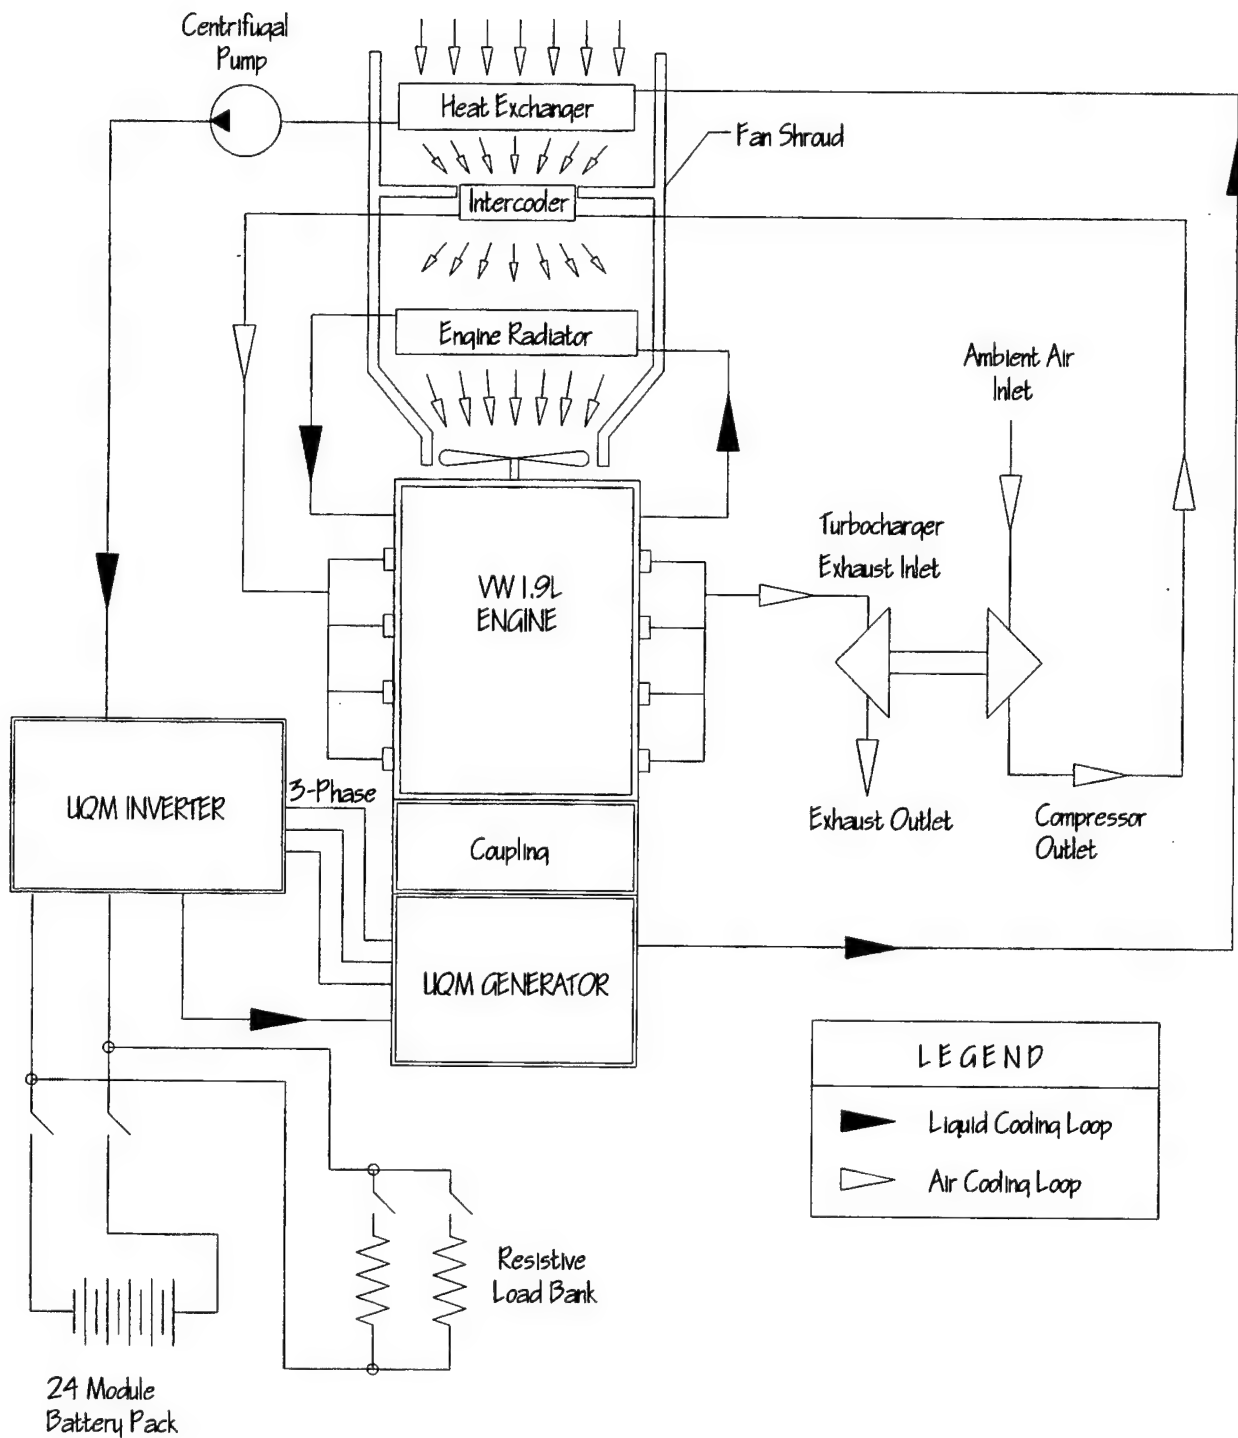 Centrifugal
Pump
Heat Exchanger
Fan Shroud
Intercooler
Engine Radiator
Ambient Air
Inlet
Turbocharger
Exhaust Inlet
VW 1.9L
ENGINE
3-Phase
UQM INVERTER
Exhaust Outlet
Compressor
Outlet
Coupling
UQM GENERATOR
LEGEND
Liquid Cooling Loop
Air Cooling Loop
Resistive
Load Bank
24 Module
Battery Pack